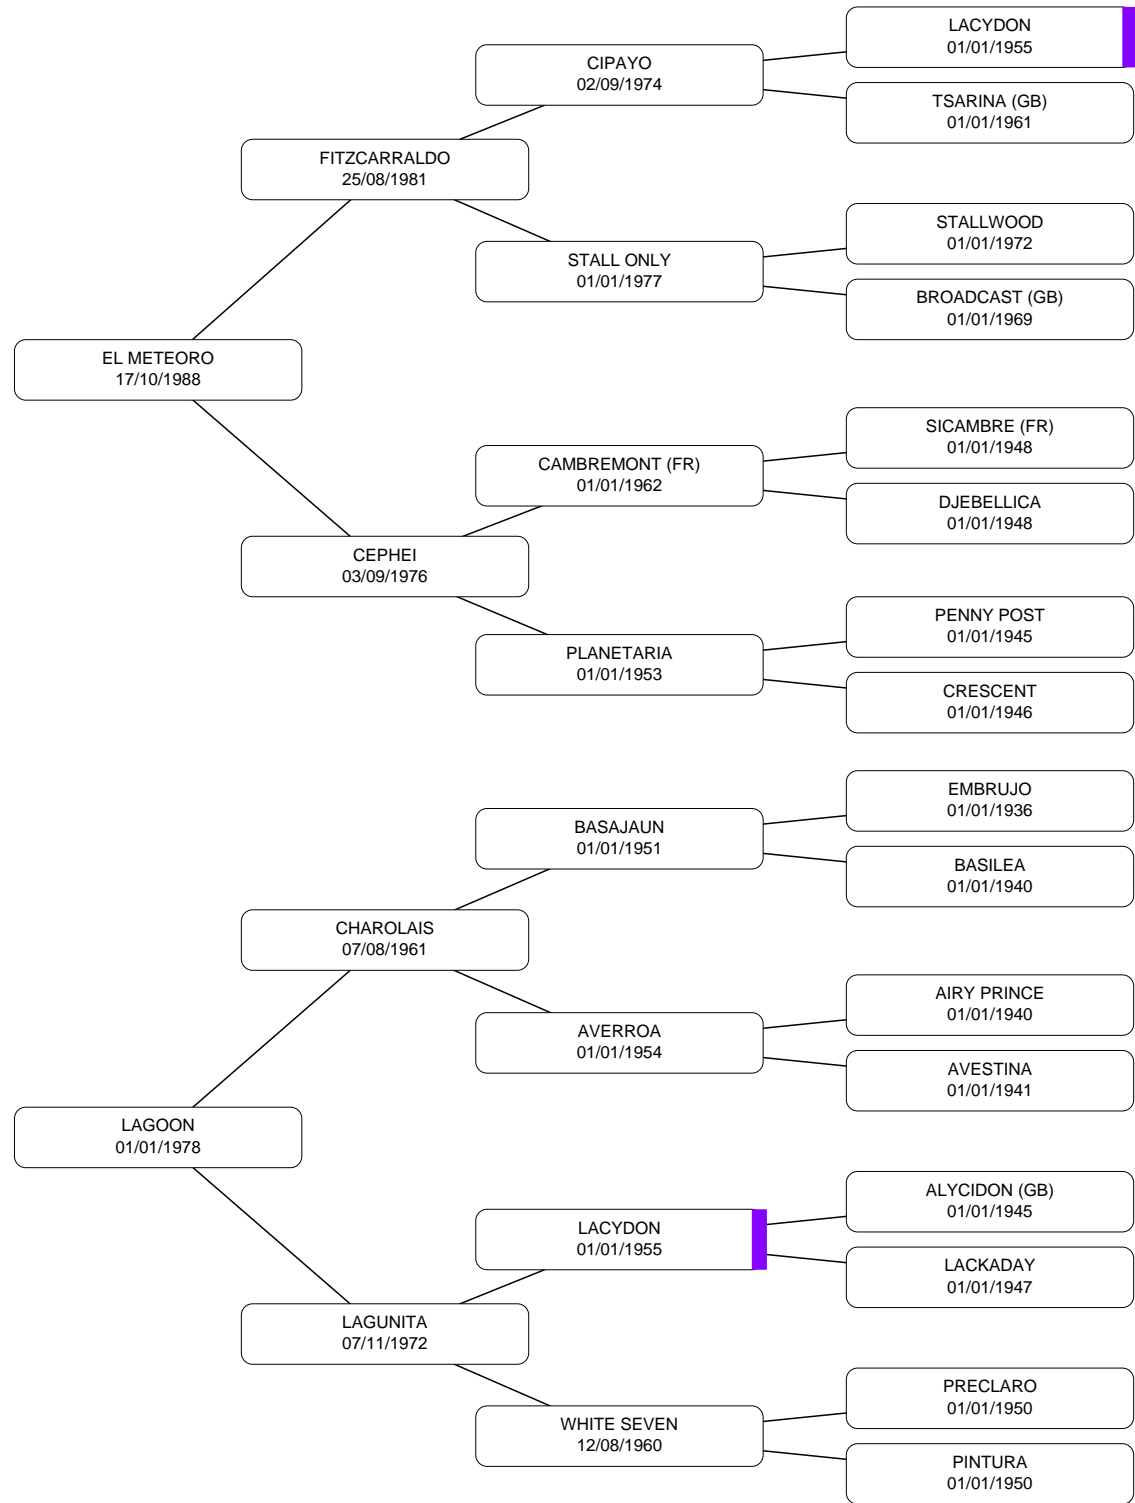 LACYDON
01/01/1955
CIPAYO
02/09/1974
TSARINA (GB)
01/01/1961
FITZCARRALDO
25/08/1981
STALLWOOD
01/01/1972
STALL ONLY
01/01/1977
BROADCAST (GB)
01/01/1969
EL METEORO
17/10/1988
SICAMBRE (FR)
01/01/1948
CAMBREMONT (FR)
01/01/1962
DJEBELLICA
01/01/1948
CEPHEI
03/09/1976
PENNY POST
01/01/1945
PLANETARIA
01/01/1953
CRESCENT
01/01/1946
EMBRUJO
01/01/1936
BASAJAUN
01/01/1951
BASILEA
01/01/1940
CHAROLAIS
07/08/1961
AIRY PRINCE
01/01/1940
AVERROA
01/01/1954
AVESTINA
01/01/1941
LAGOON
01/01/1978
ALYCIDON (GB)
01/01/1945
LACYDON
01/01/1955
LACKADAY
01/01/1947
LAGUNITA
07/11/1972
PRECLARO
01/01/1950
WHITE SEVEN
12/08/1960
PINTURA
01/01/1950